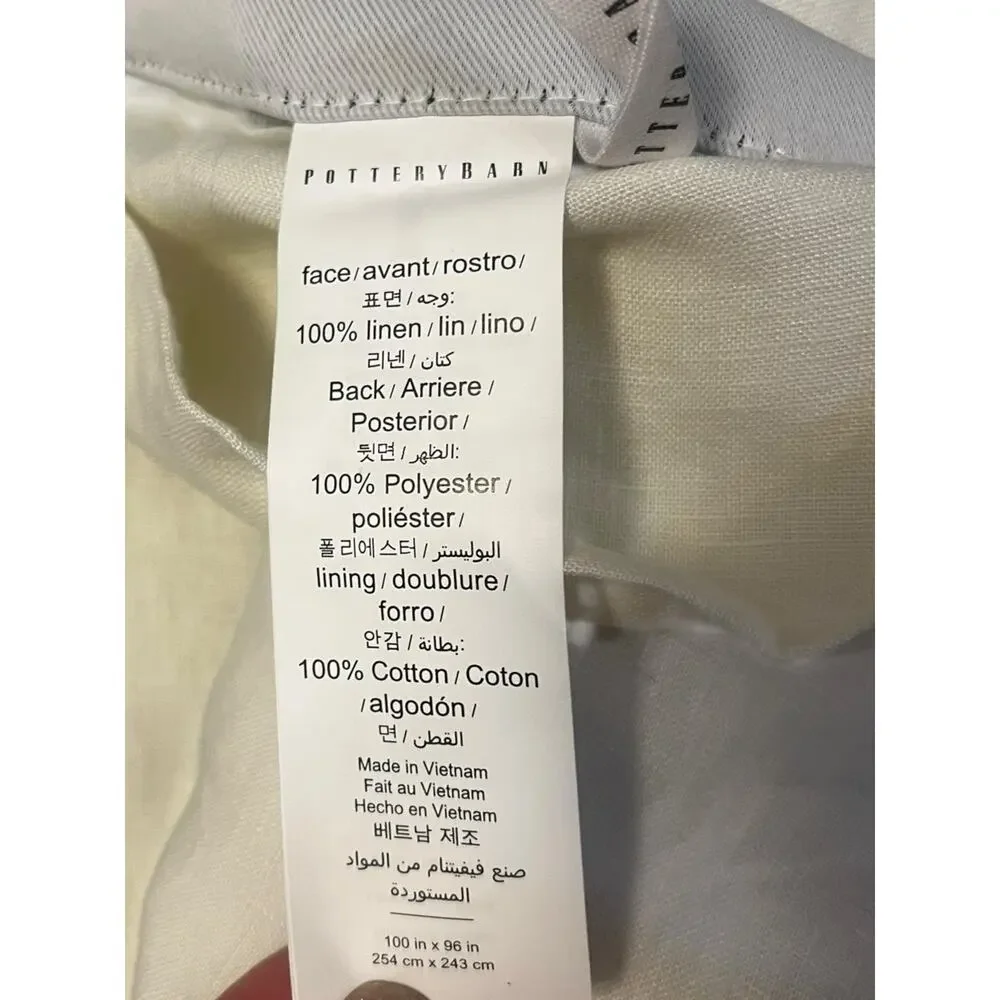 POTTERY BARN
face / avant / rostro /
표면 / وجه:
100% linen / lin / lino /
리넨 / كتان
Back / Arriere /
Posterior /
뒷면 / الظهر:
100% Polyester /
poliéster /
폴리에스터 / البوليستر
lining / doublure /
forro /
안감 / بطانة:
100% Cotton / Coton
/ algodón /
면 / القطن
Made in Vietnam
Fait au Vietnam
Hecho en Vietnam
베트남 제조
صنع فيفيتنام من المواد
المستوردة
100 in x 96 in
254 cm x 243 cm